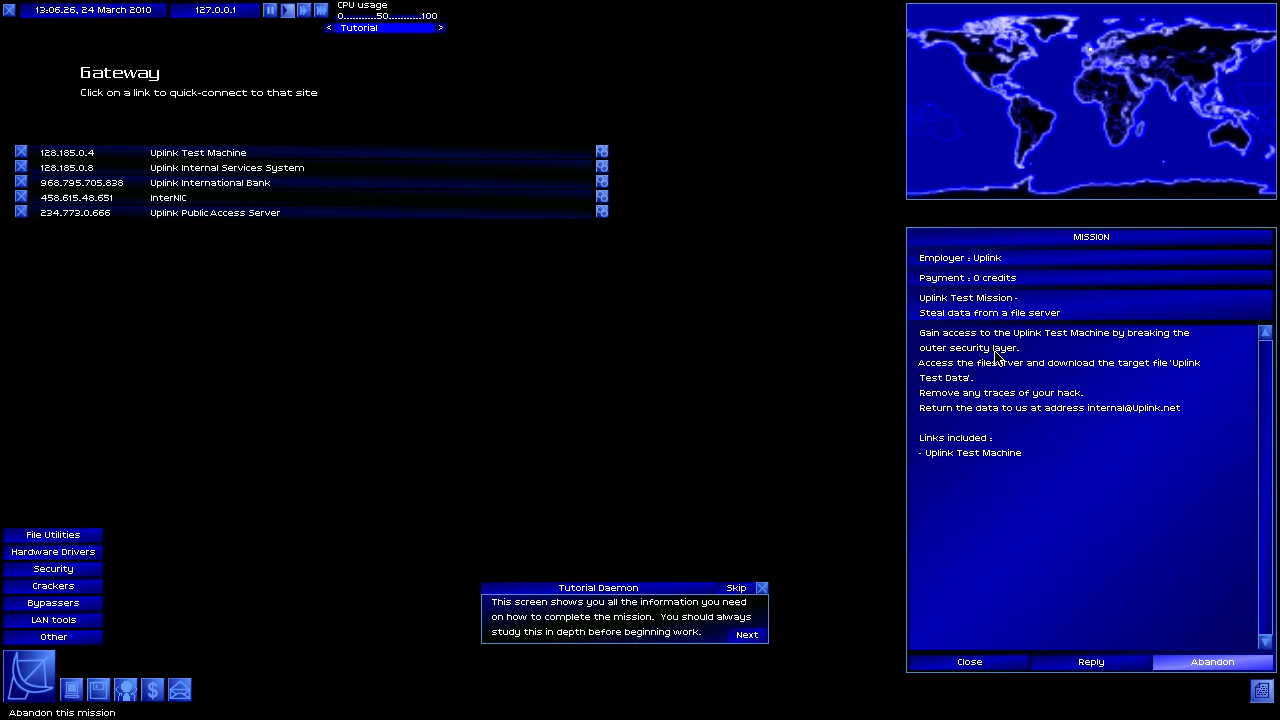 13:06.26, 24 March 2010
127.0.0.1
CPU usage
0...........50...........100
< Tutorial >
Gateway
Click on a link to quick-connect to that site
128.185.0.4 Uplink Test Machine
128.185.0.8 Uplink Internal Services System
968.795.705.838 Uplink International Bank
458.615.48.651 InterNIC
234.773.0.666 Uplink Public Access Server
MISSION
Employer : Uplink
Payment : 0 credits
Uplink Test Mission -
Steal data from a file server
Gain access to the Uplink Test Machine by breaking the
outer security layer.
Access the fileserver and download the target file 'Uplink
Test Data'.
Remove any traces of your hack.
Return the data to us at address internal@Uplink.net
Links included :
- Uplink Test Machine
Close
Reply
Abandon
File Utilities
Hardware Drivers
Security
Crackers
Bypassers
LAN tools
Other
Tutorial Daemon
Skip
This screen shows you all the information you need
on how to complete the mission. You should always
study this in depth before beginning work.
Next
$
Abandon this mission